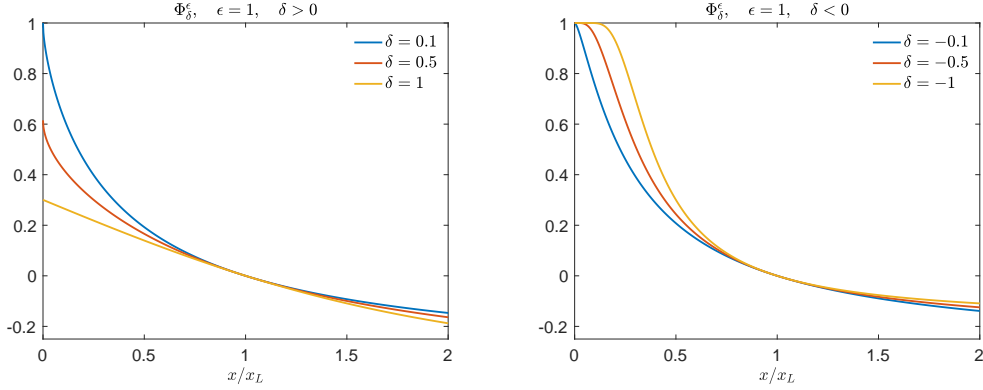 Φ_δ^ϵ, ϵ = 1, δ > 0
1
0.8
0.6
0.4
0.2
0
-0.2
0 0.5 1 1.5 2
x/x_L
δ = 0.1
δ = 0.5
δ = 1
Φ_δ^ϵ, ϵ = 1, δ < 0
1
0.8
0.6
0.4
0.2
0
-0.2
0 0.5 1 1.5 2
x/x_L
δ = −0.1
δ = −0.5
δ = −1